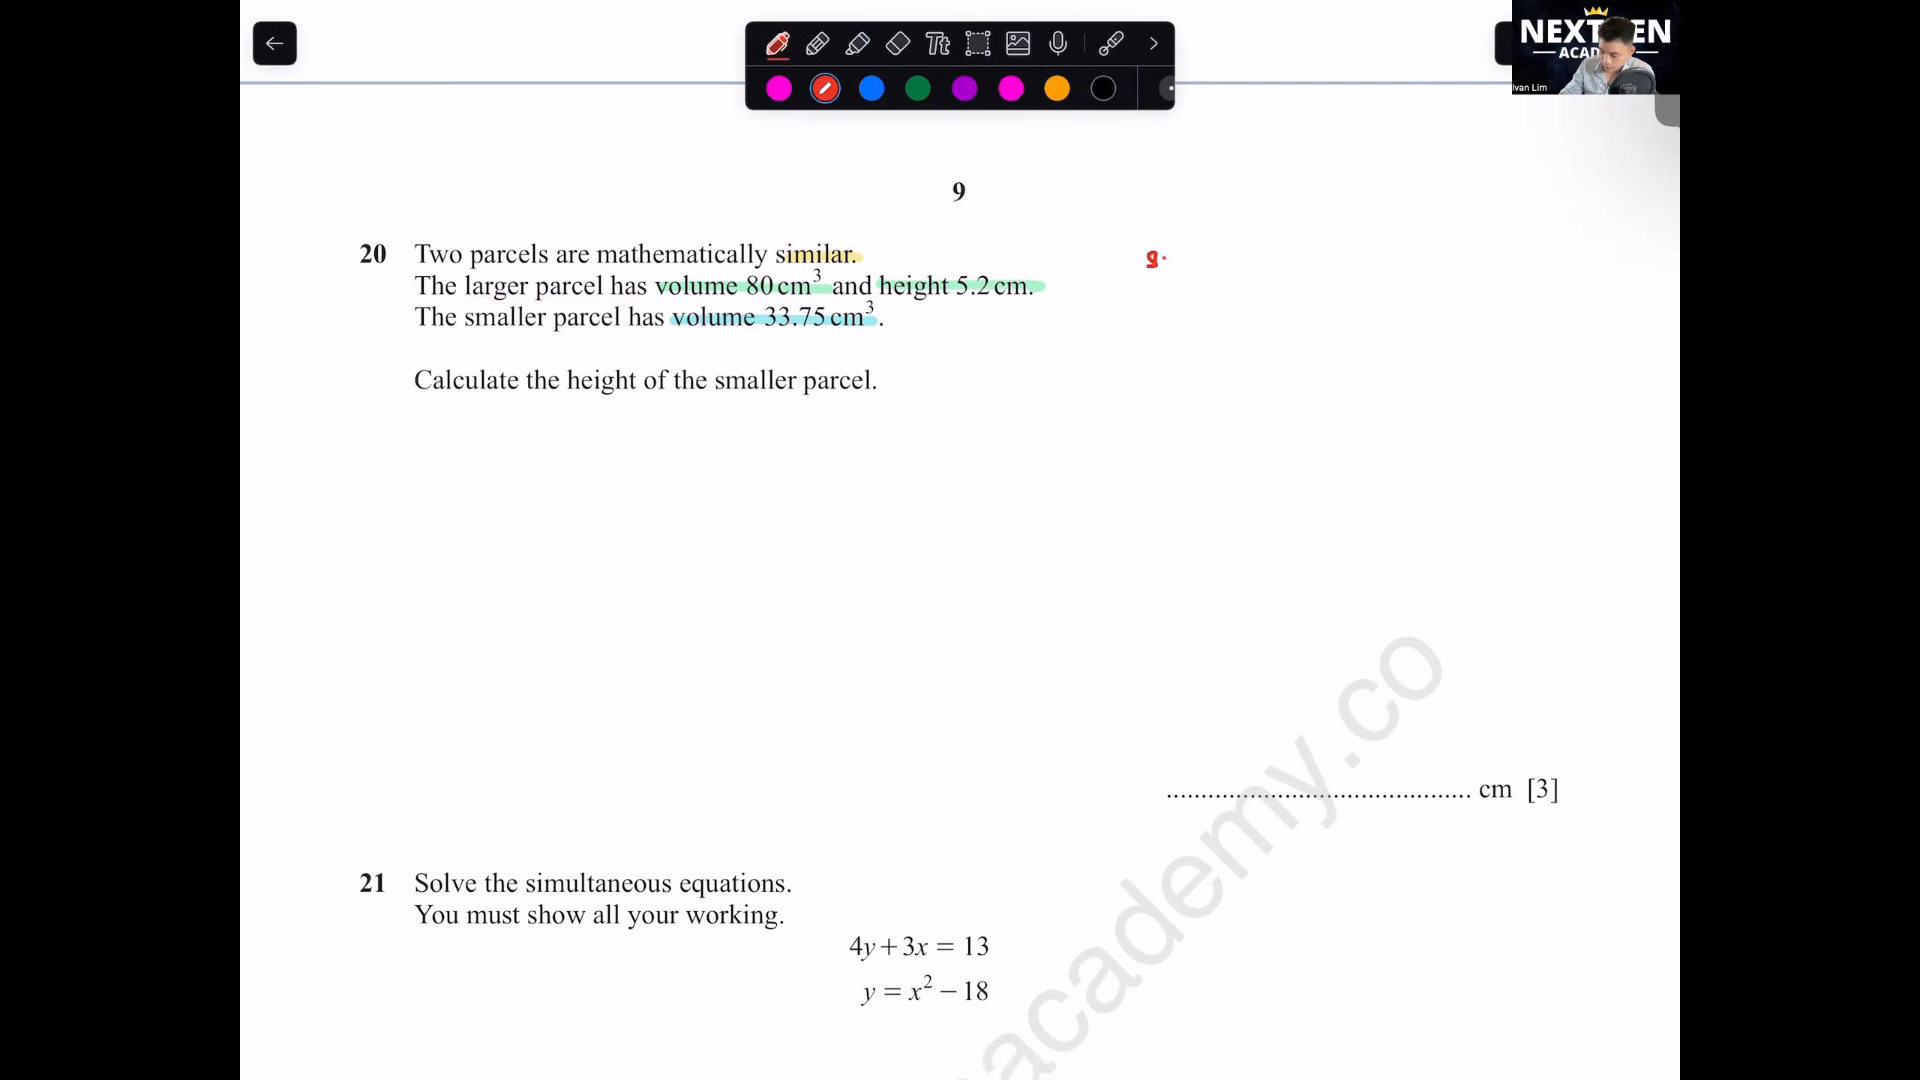 Tt
NEXT EN
ACAD
Ivan Lim
9
20 Two parcels are mathematically similar.
The larger parcel has volume 80 cm³ and height 5.2 cm.
The smaller parcel has volume 33.75 cm³.
Calculate the height of the smaller parcel.
.......................................... cm [3]
21 Solve the simultaneous equations.
You must show all your working.
4y + 3x = 13
y = x² − 18
academy.co